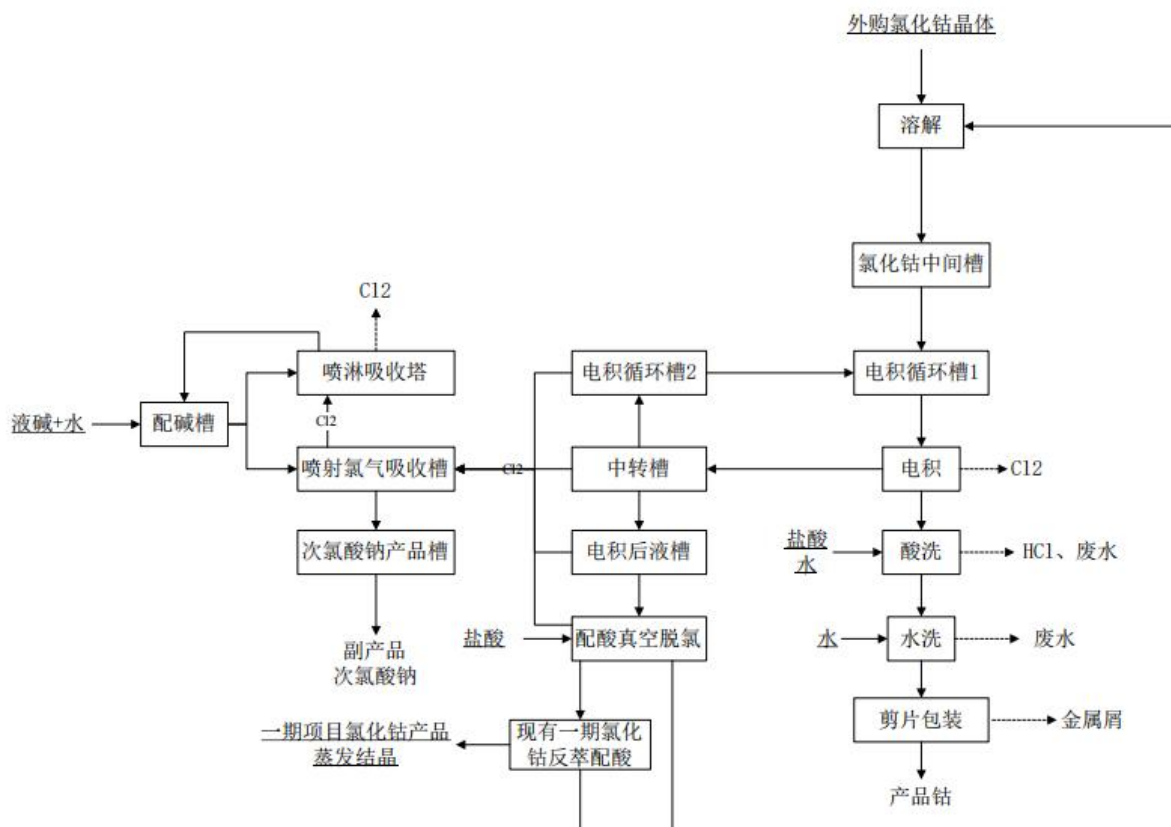 外购氯化钴晶体
溶解
氯化钴中间槽
Cl2
喷淋吸收塔
电积循环槽2
电积循环槽1
液碱+水
配碱槽
Cl2
喷射氯气吸收槽
Cl2
中转槽
电积
Cl2
次氯酸钠产品槽
电积后液槽
盐酸
水
酸洗
HCl、废水
副产品
次氯酸钠
盐酸
配酸真空脱氯
水
水洗
废水
一期项目氯化钴产品
蒸发结晶
现有一期氯化
钴反萃配酸
剪片包装
金属屑
产品钴